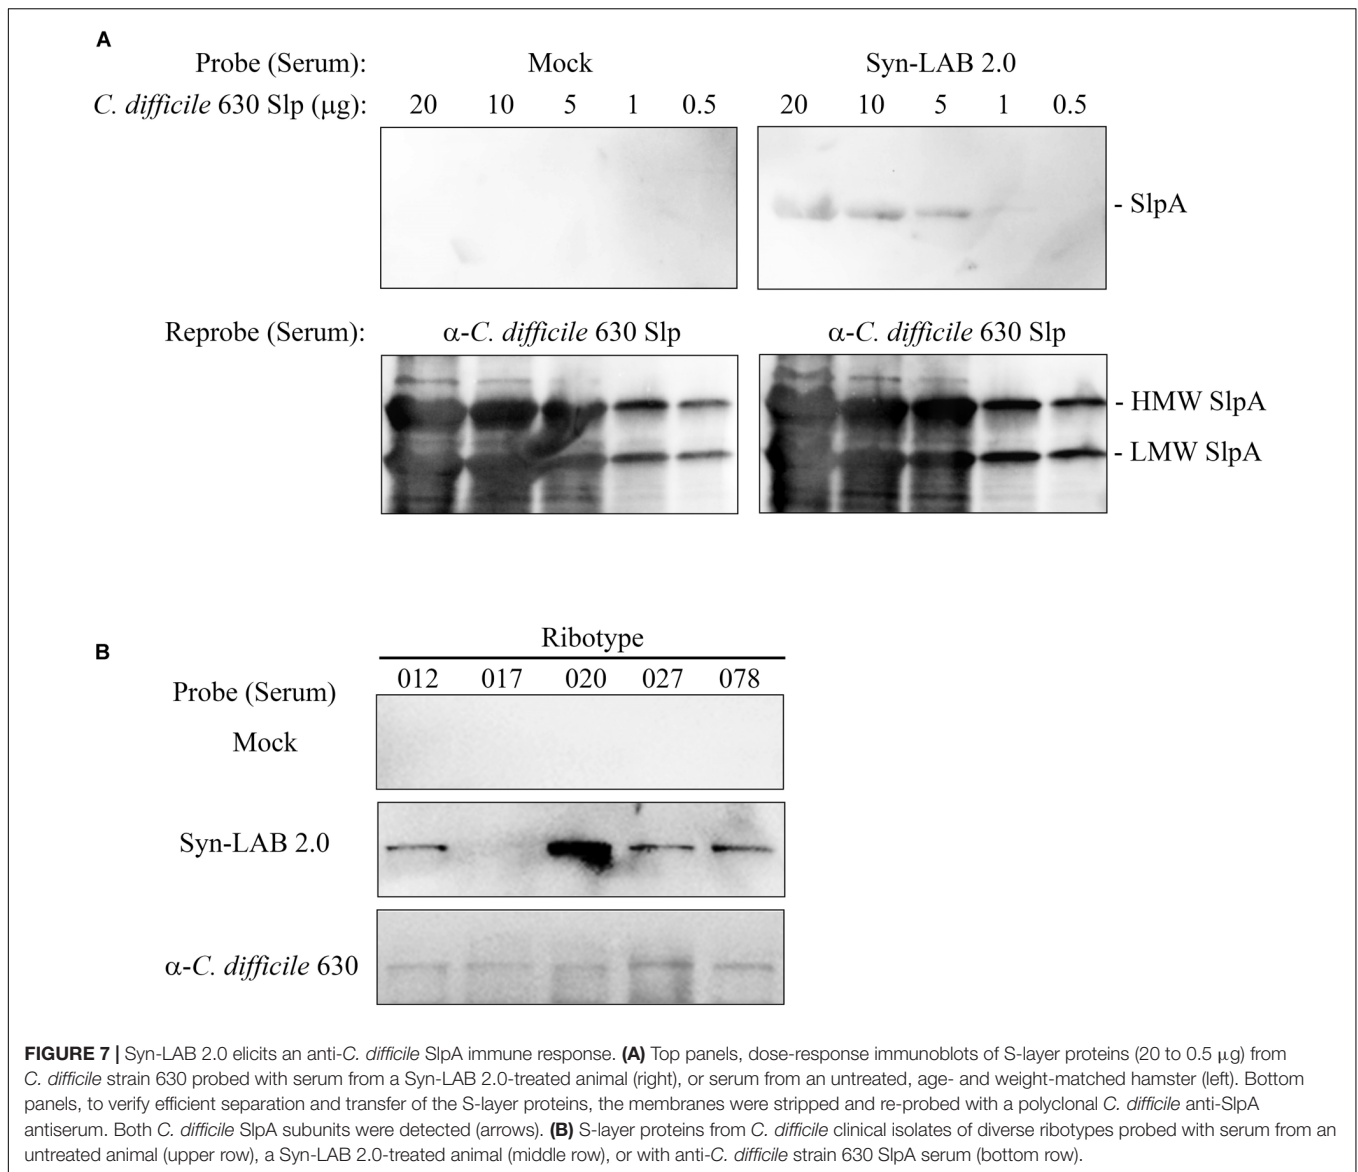 A
Probe (Serum): Mock Syn-LAB 2.0
C. difficile 630 Slp (μg): 20 10 5 1 0.5 20 10 5 1 0.5
- SlpA
Reprobe (Serum): α-C. difficile 630 Slp α-C. difficile 630 Slp
- HMW SlpA
- LMW SlpA
B
Ribotype
012 017 020 027 078
Probe (Serum)
Mock
Syn-LAB 2.0
α-C. difficile 630
FIGURE 7 | Syn-LAB 2.0 elicits an anti-C. difficile SlpA immune response. (A) Top panels, dose-response immunoblots of S-layer proteins (20 to 0.5 μg) from
C. difficile strain 630 probed with serum from a Syn-LAB 2.0-treated animal (right), or serum from an untreated, age- and weight-matched hamster (left). Bottom
panels, to verify efficient separation and transfer of the S-layer proteins, the membranes were stripped and re-probed with a polyclonal C. difficile anti-SlpA
antiserum. Both C. difficile SlpA subunits were detected (arrows). (B) S-layer proteins from C. difficile clinical isolates of diverse ribotypes probed with serum from an
untreated animal (upper row), a Syn-LAB 2.0-treated animal (middle row), or with anti-C. difficile strain 630 SlpA serum (bottom row).